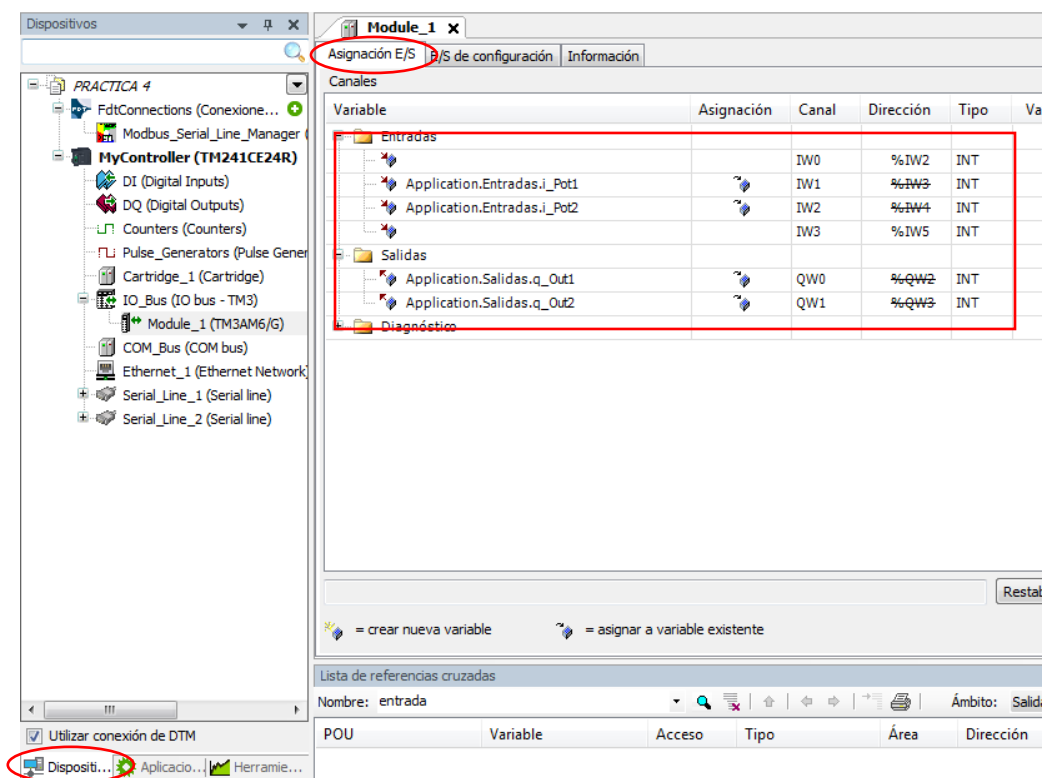 Dispositivos
PRACTICA 4
FdtConnections (Conexione...
Modbus_Serial_Line_Manager (
MyController (TM241CE24R)
DI (Digital Inputs)
DQ (Digital Outputs)
Counters (Counters)
Pulse_Generators (Pulse Gener
Cartridge_1 (Cartridge)
IO_Bus (IO bus - TM3)
Module_1 (TM3AM6/G)
COM_Bus (COM bus)
Ethernet_1 (Ethernet Network
Serial_Line_1 (Serial line)
Serial_Line_2 (Serial line)
Utilizar conexión de DTM
Dispositi... Aplicacio... Herramie...
Module_1 x
Asignación E/S E/S de configuración Información
Canales
Variable Asignación Canal Dirección Tipo Va
Entradas
IW0 %IW2 INT
Application.Entradas.i_Pot1 IW1 %IW3 INT
Application.Entradas.i_Pot2 IW2 %IW4 INT
IW3 %IW5 INT
Salidas
Application.Salidas.q_Out1 QW0 %QW2 INT
Application.Salidas.q_Out2 QW1 %QW3 INT
Diagnóstico
Restab
= crear nueva variable = asignar a variable existente
Lista de referencias cruzadas
Nombre: entrada Ámbito: Salida
POU Variable Acceso Tipo Área Dirección